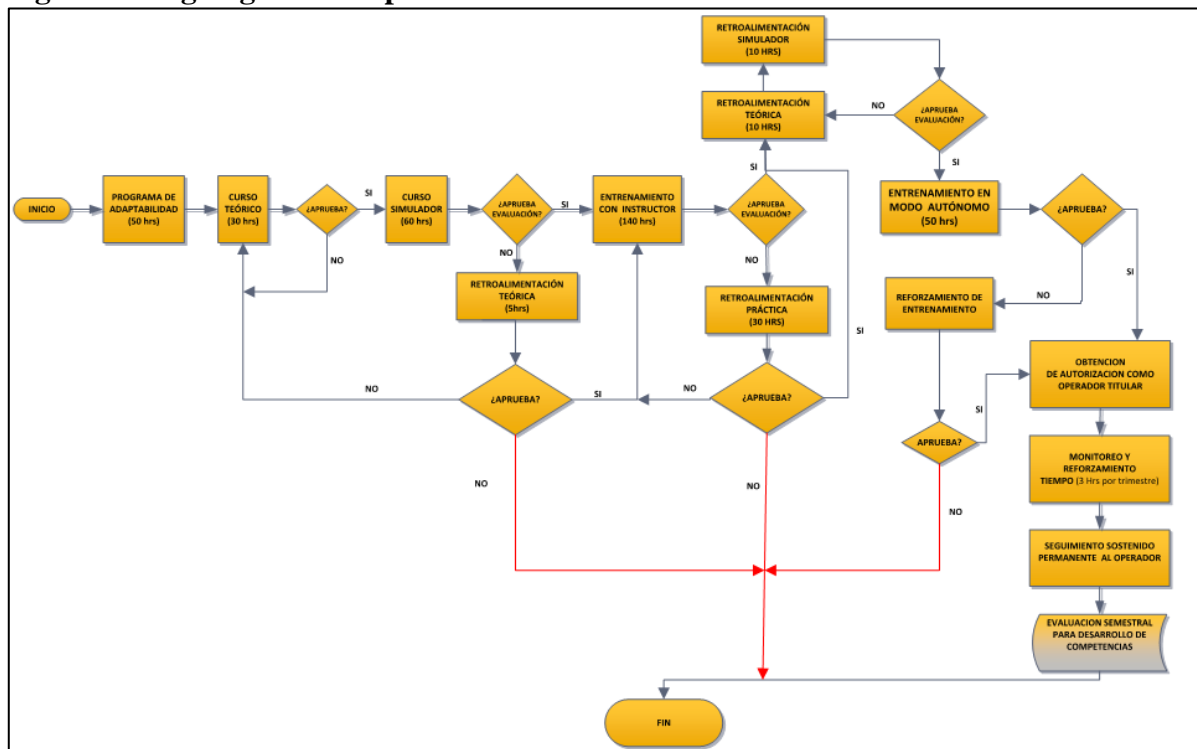 RETROALIMENTACIÓN
SIMULADOR
(10 HRS)
RETROALIMENTACIÓN
TEÓRICA
(10 HRS)
NO
¿APRUEBA
EVALUACIÓN?
SI
SI
INICIO
PROGRAMA DE
ADAPTABILIDAD
(50 hrs)
CURSO
TEÓRICO
(30 hrs)
¿APRUEBA?
SI
NO
CURSO
SIMULADOR
(60 hrs)
¿APRUEBA
EVALUACIÓN?
SI
NO
ENTRENAMIENTO
CON INSTRUCTOR
(140 hrs)
¿APRUEBA
EVALUACIÓN?
NO
ENTRENAMIENTO EN
MODO AUTÓNOMO
(50 hrs)
¿APRUEBA?
SI
NO
RETROALIMENTACIÓN
TEÓRICA
(5hrs)
RETROALIMENTACIÓN
PRÁCTICA
(30 HRS)
SI
REFORZAMIENTO DE
ENTRENAMIENTO
NO
¿APRUEBA?
SI
NO
¿APRUEBA?
NO
OBTENCION
DE AUTORIZACION COMO
OPERADOR TITULAR
SI
APRUEBA?
NO
NO
NO
MONITOREO Y
REFORZAMIENTO
TIEMPO (3 Hrs por trimestre)
SEGUIMIENTO SOSTENIDO
PERMANENTE AL OPERADOR
EVALUACION SEMESTRAL
PARA DESARROLLO DE
COMPETENCIAS
FIN